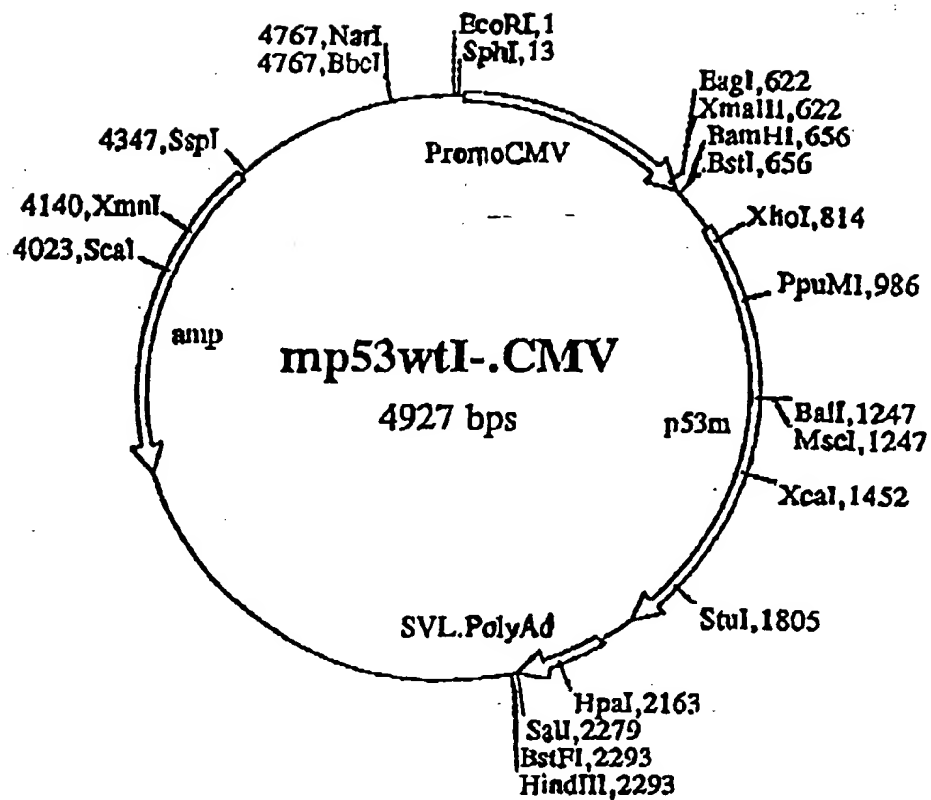 4767,NarI
4767,BbcI
EcoRI,1
SphI,13
BagI,622
XmaIII,622
BamHI,656
BstI,656
4347,SspI
PromoCMV
4140,XmnI
4023,ScaI
XhoI,814
PpuMI,986
amp
mp53wtI-.CMV
4927 bps
p53m
BalI,1247
MscI,1247
XcaI,1452
SVL.PolyAd
StuI,1805
HpaI,2163
SalI,2279
BstFI,2293
HindIII,2293